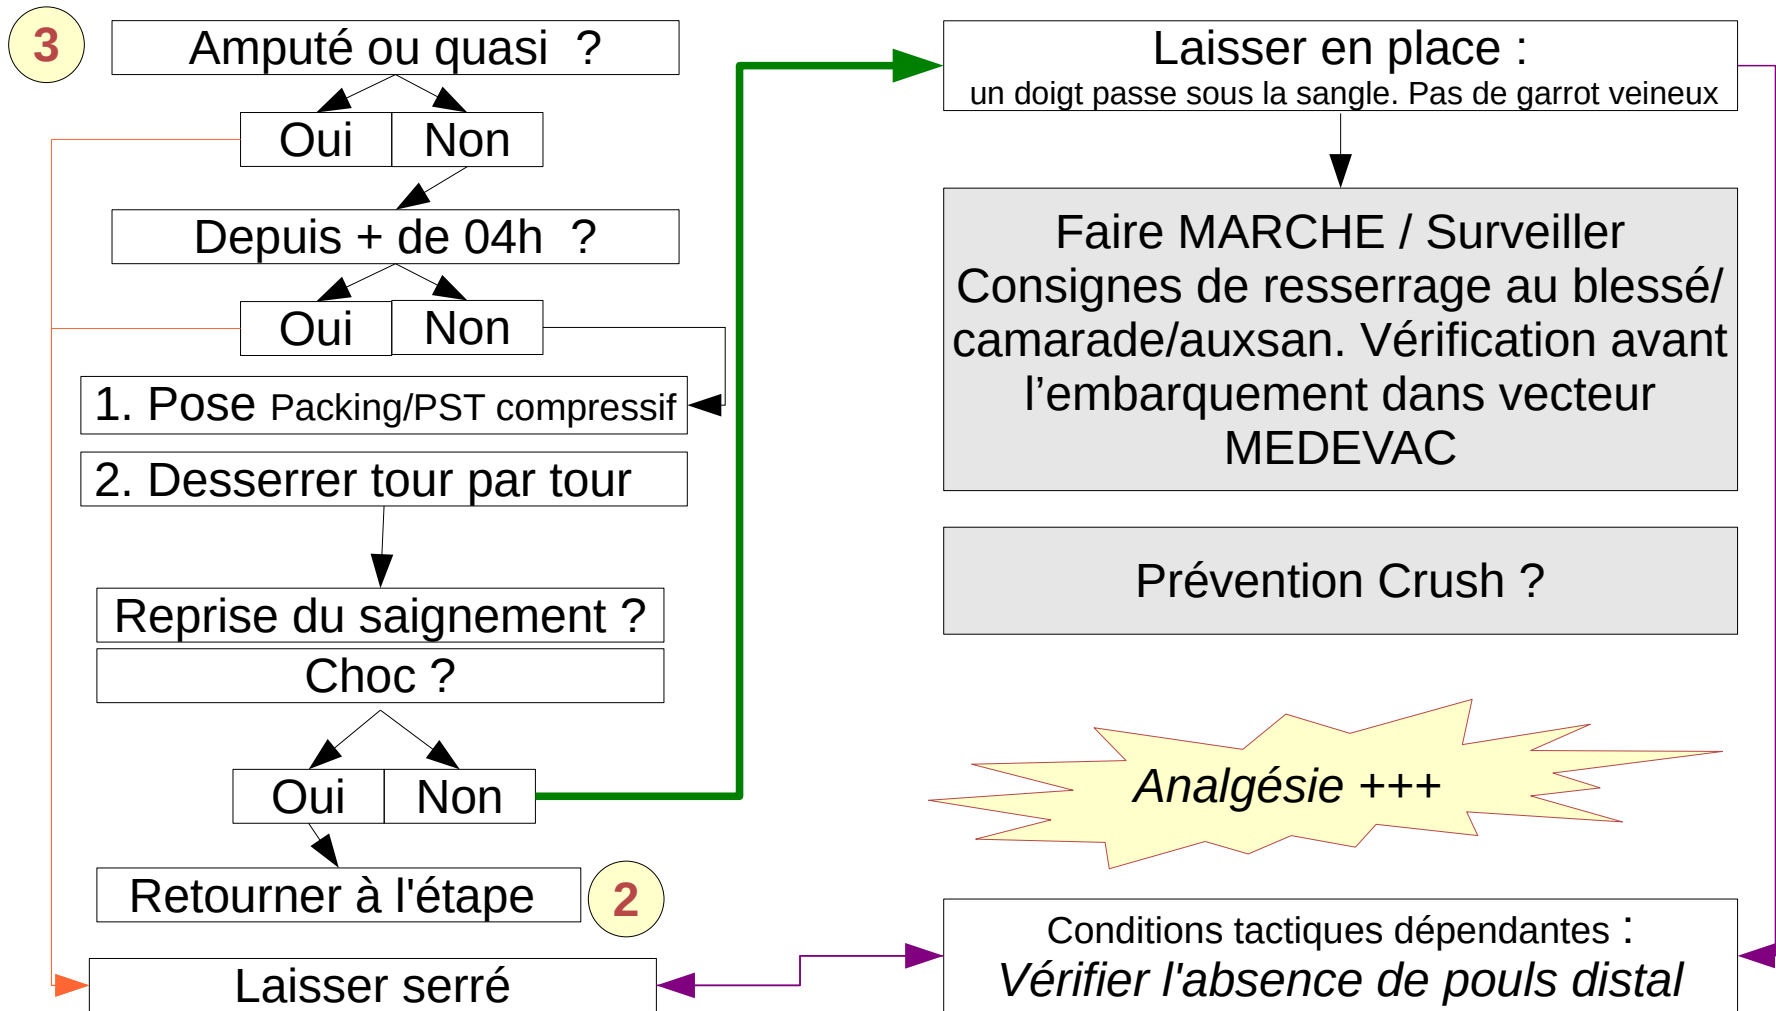 3
Amputé ou quasi ?
Oui
Non
Depuis + de 04h ?
Oui
Non
1. Pose Packing/PST compressif
2. Desserrer tour par tour
Reprise du saignement ?
Choc ?
Oui
Non
Retourner à l'étape
2
Laisser serré
Laisser en place :
un doigt passe sous la sangle. Pas de garrot veineux
Faire MARCHE / Surveiller
Consignes de resserrage au blessé/
camarade/auxsan. Vérification avant
l’embarquement dans vecteur
MEDEVAC
Prévention Crush ?
Analgésie +++
Conditions tactiques dépendantes :
Vérifier l'absence de pouls distal